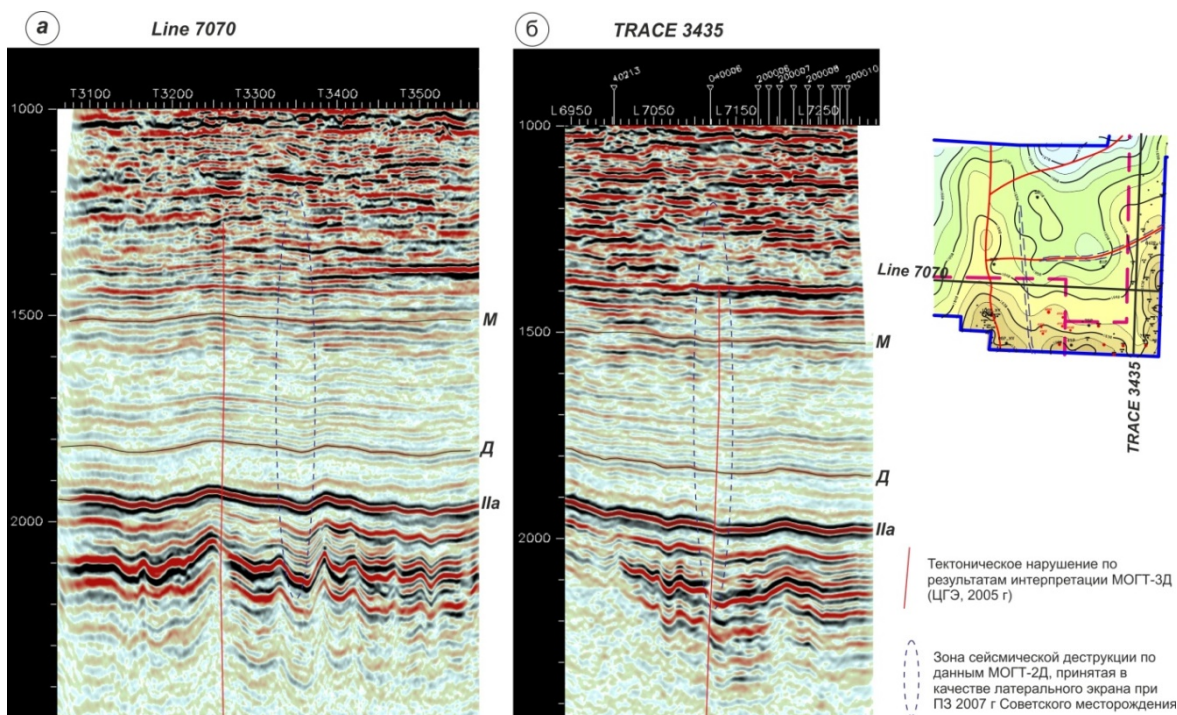 а
Line 7070
T3100 T3200 T3300 T3400 T3500
1000
1500
2000
М
Д
IIа
б
TRACE 3435
40213 040006 200006 200007 200008 200010
L6950 L7050 L7150 L7250
1000
1500
2000
М
Д
IIа
Line 7070
TRACE 3435
Тектоническое нарушение по
результатам интерпретации МОГТ-3Д
(ЦГЭ, 2005 г)
Зона сейсмической деструкции по
данным МОГТ-2Д, принятая в
качестве латерального экрана при
ПЗ 2007 г Советского месторождения